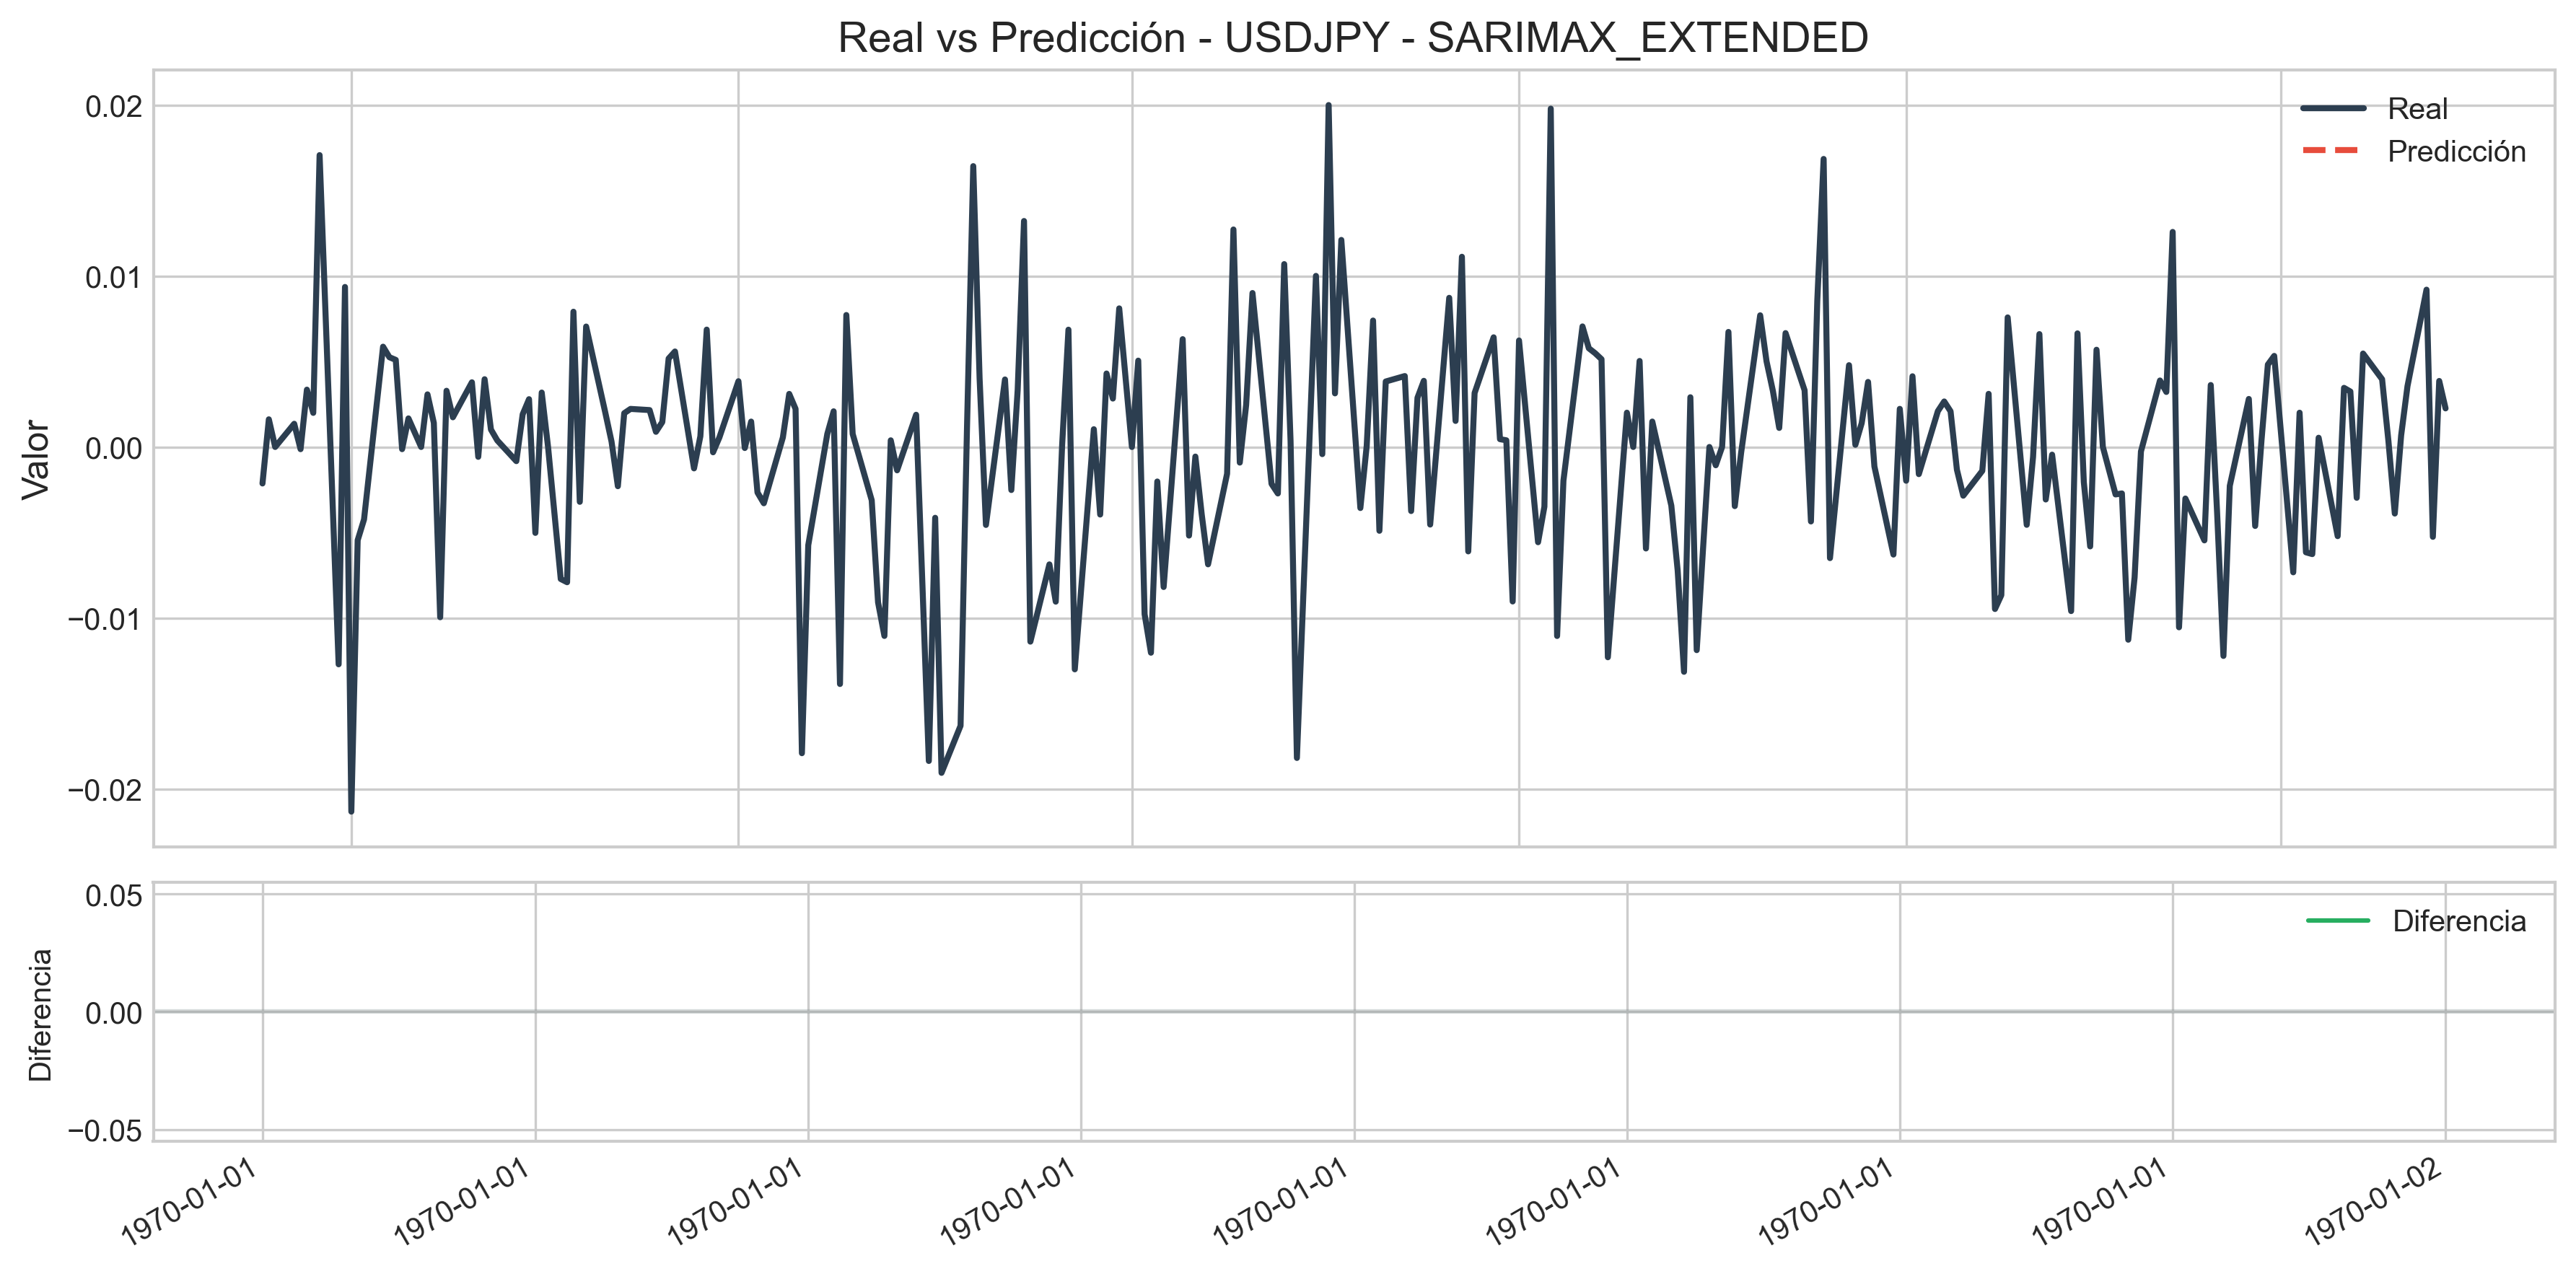 Real vs Predicción - USDJPY - SARIMAX_EXTENDED
Real
Predicción
Valor
0.02
0.01
0.00
−0.01
−0.02
Diferencia
Diferencia
0.05
0.00
−0.05
1970-01-01
1970-01-01
1970-01-01
1970-01-01
1970-01-01
1970-01-01
1970-01-01
1970-01-01
1970-01-02